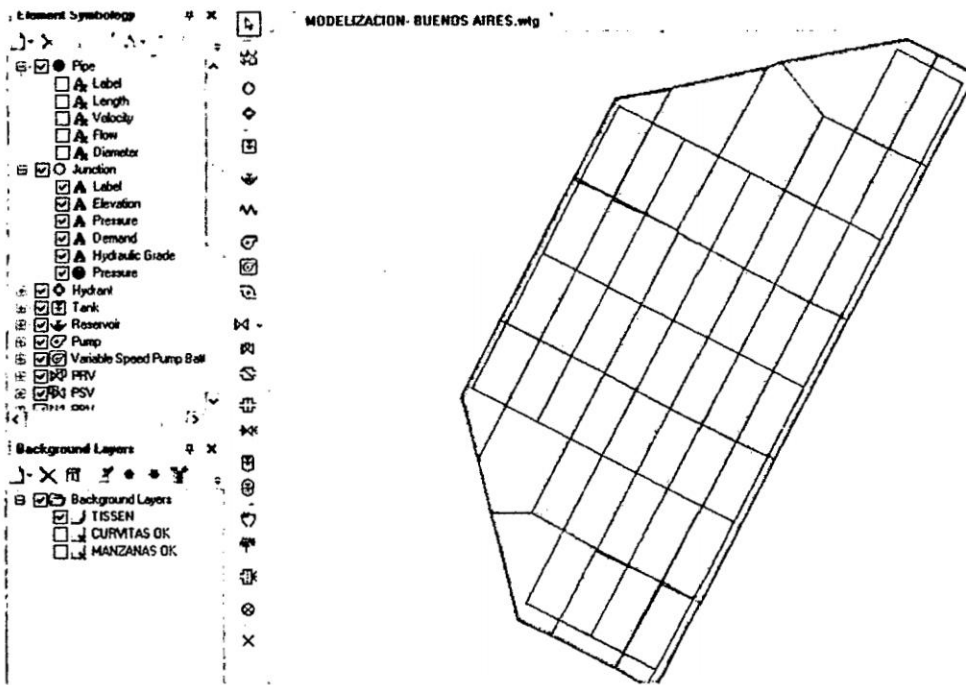 Element Symbology
MODELIZACION- BUENOS AIRES.wtg
Pipe
Label
Length
Velocity
Flow
Diameter
Junction
Label
Elevation
Pressure
Demand
Hydraulic Grade
Pressure
Hydrant
Tank
Reservoir
Pump
Variable Speed Pump Batt
PRV
PSV
Background Layers
Background Layers
TISSEN
CURVITAS OK
MANZANAS OK